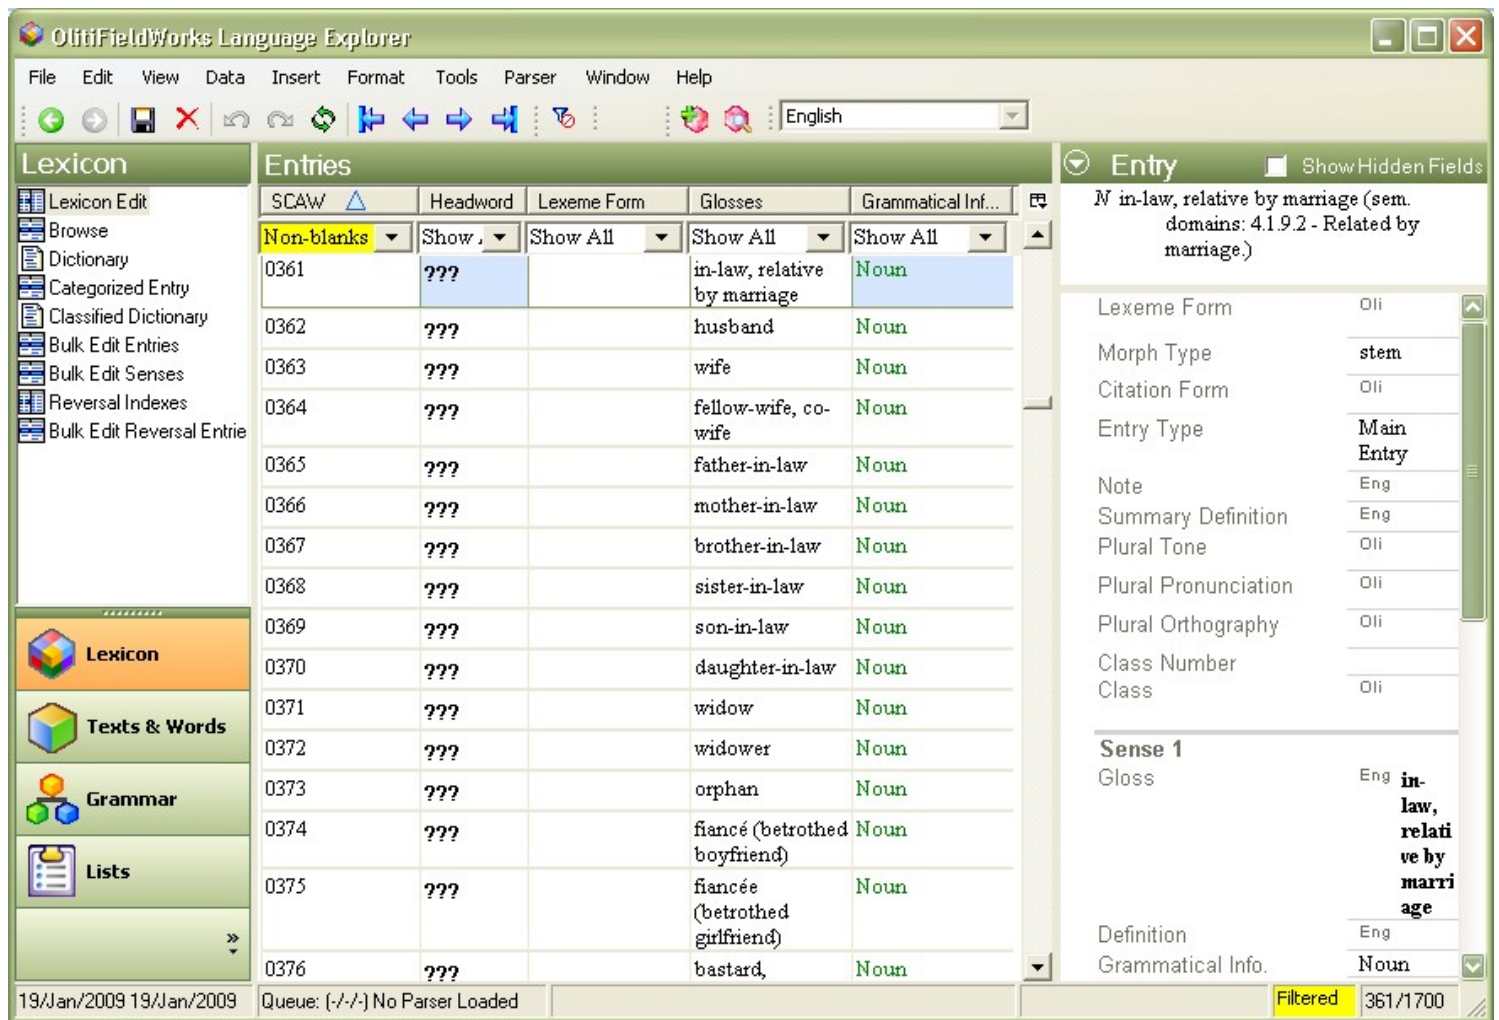 OlitiFieldWorks Language Explorer
File Edit View Data Insert Format Tools Parser Window Help
English
Lexicon
Lexicon Edit
Browse
Dictionary
Categorized Entry
Classified Dictionary
Bulk Edit Entries
Bulk Edit Senses
Reversal Indexes
Bulk Edit Reversal Entrie
Lexicon
Texts & Words
Grammar
Lists
»
Entries
SCAW Headword Lexeme Form Glosses Grammatical Inf...
Non-blanks Show A Show All Show All Show All
0361 ??? in-law, relative Noun
by marriage
0362 ??? husband Noun
0363 ??? wife Noun
0364 ??? fellow-wife, co- Noun
wife
0365 ??? father-in-law Noun
0366 ??? mother-in-law Noun
0367 ??? brother-in-law Noun
0368 ??? sister-in-law Noun
0369 ??? son-in-law Noun
0370 ??? daughter-in-law Noun
0371 ??? widow Noun
0372 ??? widower Noun
0373 ??? orphan Noun
0374 ??? fiancé (betrothed Noun
boyfriend)
0375 ??? fiancée Noun
(betrothed
girlfriend)
0376 ??? bastard, Noun
Entry Show Hidden Fields
N in-law, relative by marriage (sem.
domains: 4.1.9.2 - Related by
marriage.)
Lexeme Form Oli
Morph Type stem
Citation Form Oli
Entry Type Main
Entry
Note Eng
Summary Definition Eng
Plural Tone Oli
Plural Pronunciation Oli
Plural Orthography Oli
Class Number
Class Oli
Sense 1
Gloss Eng in-
law,
relati
ve by
marri
age
Definition Eng
Grammatical Info. Noun
19/Jan/2009 19/Jan/2009 Queue: (-/-/-) No Parser Loaded Filtered 361/1700